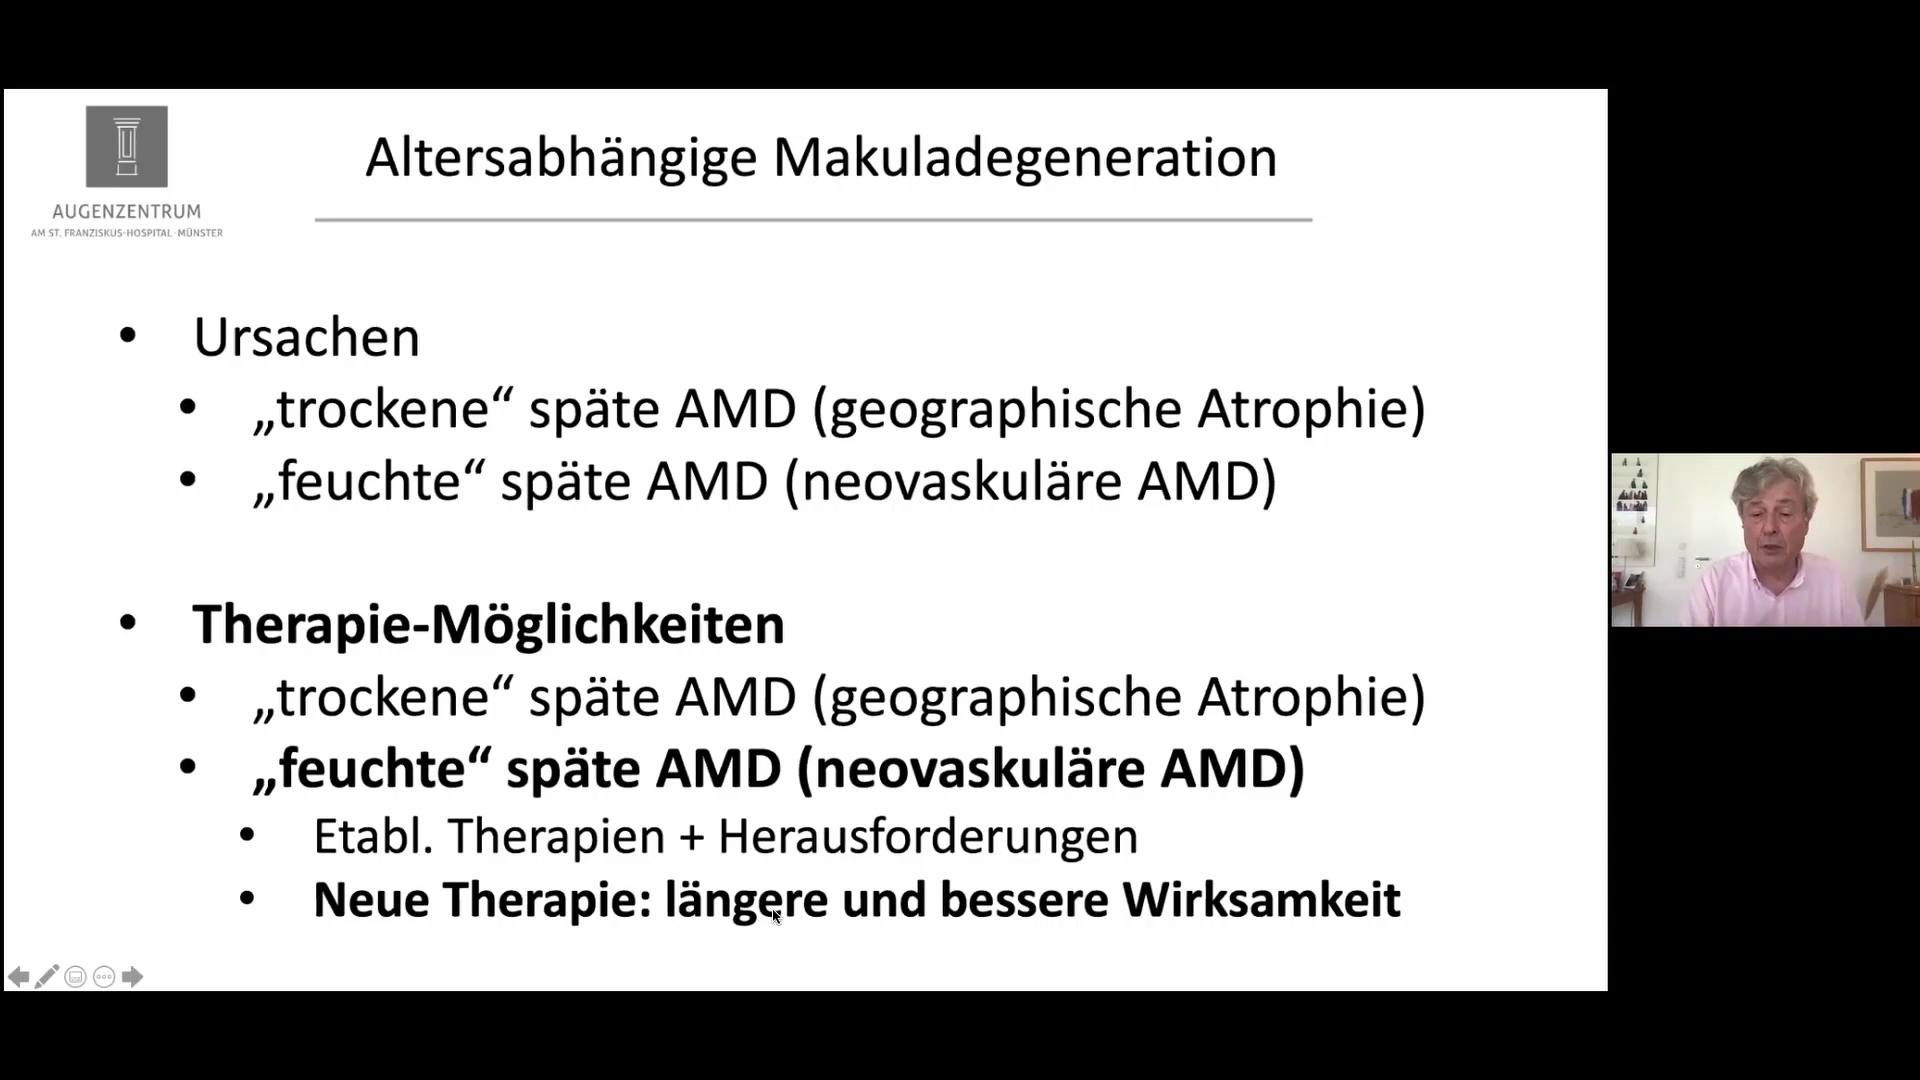 AUGENZENTRUM
AM ST. FRANZISKUS-HOSPITAL·MÜNSTER
Altersabhängige Makuladegeneration
• Ursachen
• „trockene“ späte AMD (geographische Atrophie)
• „feuchte“ späte AMD (neovaskuläre AMD)
• Therapie-Möglichkeiten
• „trockene“ späte AMD (geographische Atrophie)
• „feuchte“ späte AMD (neovaskuläre AMD)
• Etabl. Therapien + Herausforderungen
• Neue Therapie: längere und bessere Wirksamkeit